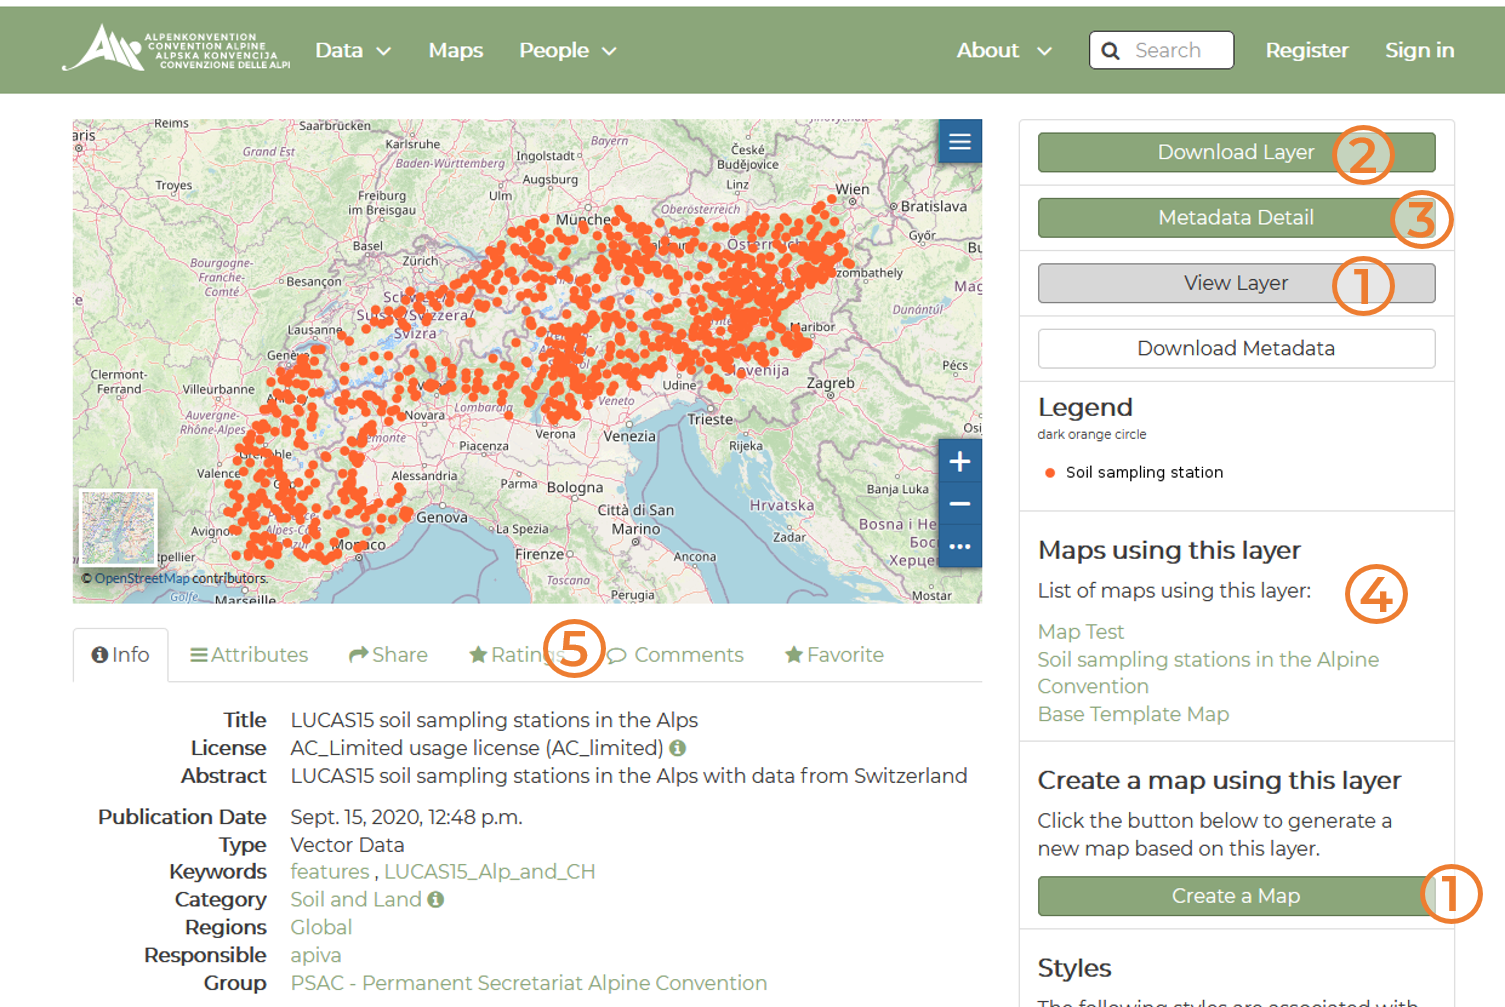 ALPENKONVENTION
CONVENTION ALPINE
ALPSKA KONVENCIJA
CONVENZIONE DELLE ALPI
Data
Maps
People
About
Search
Register
Sign in
Reims
Saarbrücken
Karlsruhe
Bayern
České
Budějovice
Grand Est
Baden-Württemberg
Ingolstadt
Troyes
Augsburg
Linz
Wien
Freiburg
im Breisgau
Ulm
Oberösterreich
Bratislava
Basel
Győr
Zürich
Bourgogne-
Franche-
Comté
Besançon
Lausanne
Svizra
Dunántúl
Clermont-
Ferrand
Villeurbanne
Pécs
Udine
Zagreb
Auvergne-
Rhône-Alpes
Novara
Lombardia
Veneto
Trieste
Piacenza
Verona
Venezia
Rijeka
Valence
Alessandria
Parma
Bologna
Banja Luka
Genova
La Spezia
Città di San
Marino
Hrvatska
Zadar
Monaco
Firenze
Ancona
Toscana
Perugia
Mostar
Golfe
Marseille
© OpenStreetMap contributors.
Download Layer
2
Metadata Detail
3
View Layer
1
Download Metadata
Legend
dark orange circle
Soil sampling station
Maps using this layer
List of maps using this layer:
4
Map Test
Soil sampling stations in the Alpine
Convention
Base Template Map
Create a map using this layer
Click the button below to generate a
new map based on this layer.
Create a Map
1
Styles
The following styles are associated with
Info
Attributes
Share
Ratings
5
Comments
Favorite
Title LUCAS15 soil sampling stations in the Alps
License AC_Limited usage license (AC_limited)
Abstract LUCAS15 soil sampling stations in the Alps with data from Switzerland
Publication Date Sept. 15, 2020, 12:48 p.m.
Type Vector Data
Keywords features , LUCAS15_Alp_and_CH
Category Soil and Land
Regions Global
Responsible apiva
Group PSAC - Permanent Secretariat Alpine Convention